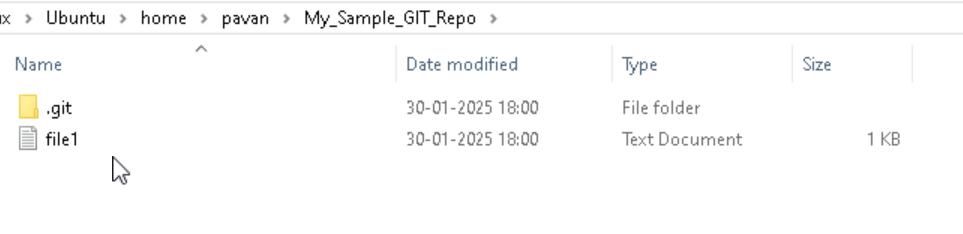 ux > Ubuntu > home > pavan > My_Sample_GIT_Repo >
Name Date modified Type Size
.git 30-01-2025 18:00 File folder
file1 30-01-2025 18:00 Text Document 1 KB